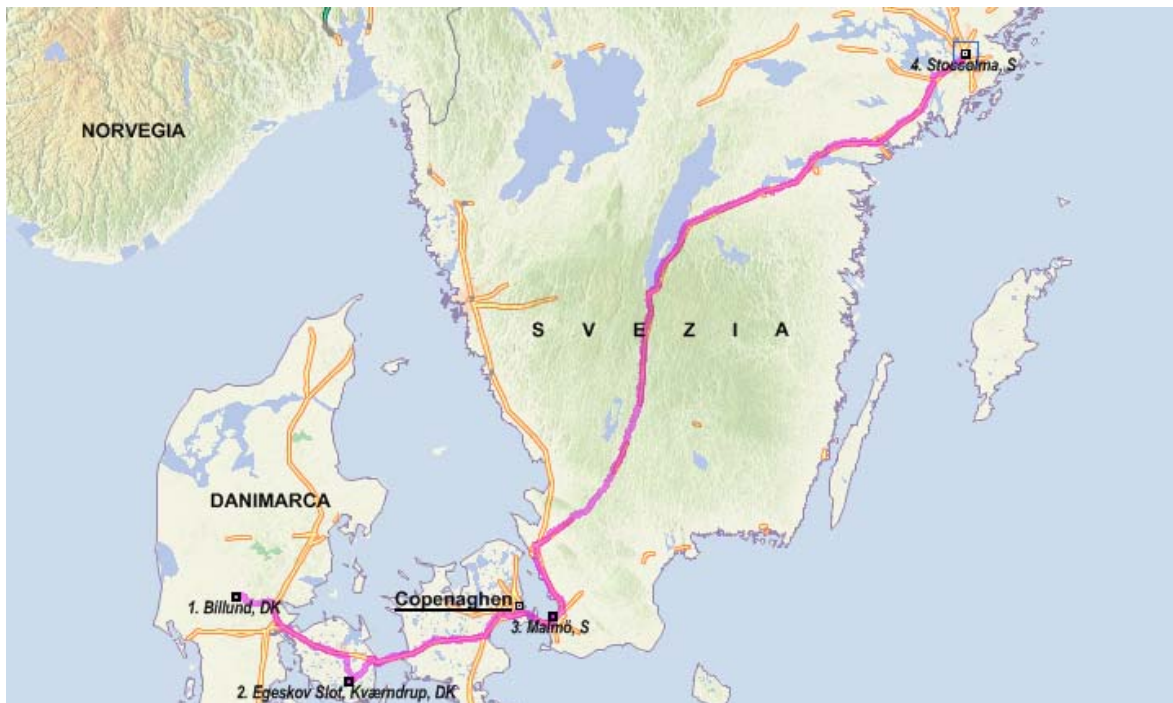 4. Stoccolma, S
NORVEGIA
S V E Z I A
DANIMARCA
1. Billund, DK
Copenaghen
3. Malmö, S
2. Egeskov Slot, Kværndrup, DK